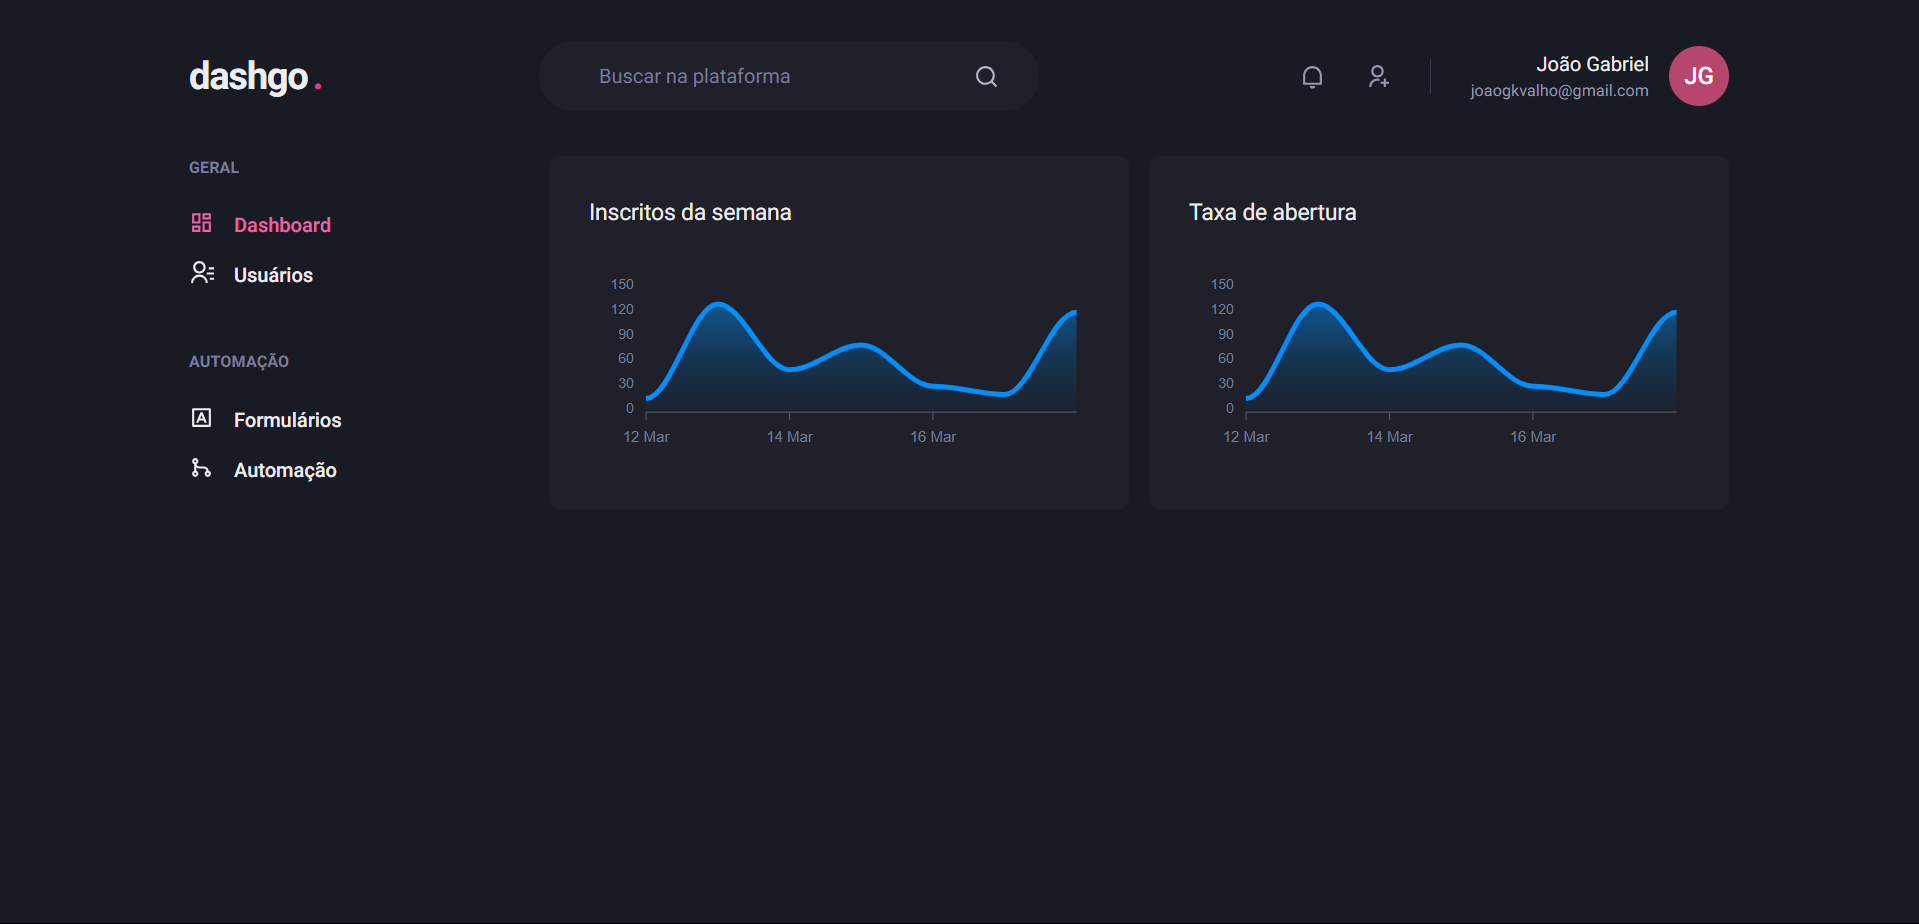 dashgo.
Buscar na plataforma
João Gabriel
joaogkvalho@gmail.com
JG
GERAL
Dashboard
Usuários
AUTOMAÇÃO
Formulários
Automação
Inscritos da semana
150
120
90
60
30
0
12 Mar 14 Mar 16 Mar
Taxa de abertura
150
120
90
60
30
0
12 Mar 14 Mar 16 Mar